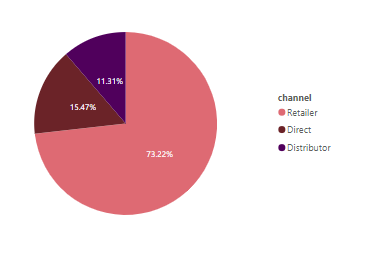 11.31%
15.47%
73.22%
channel
Retailer
Direct
Distributor